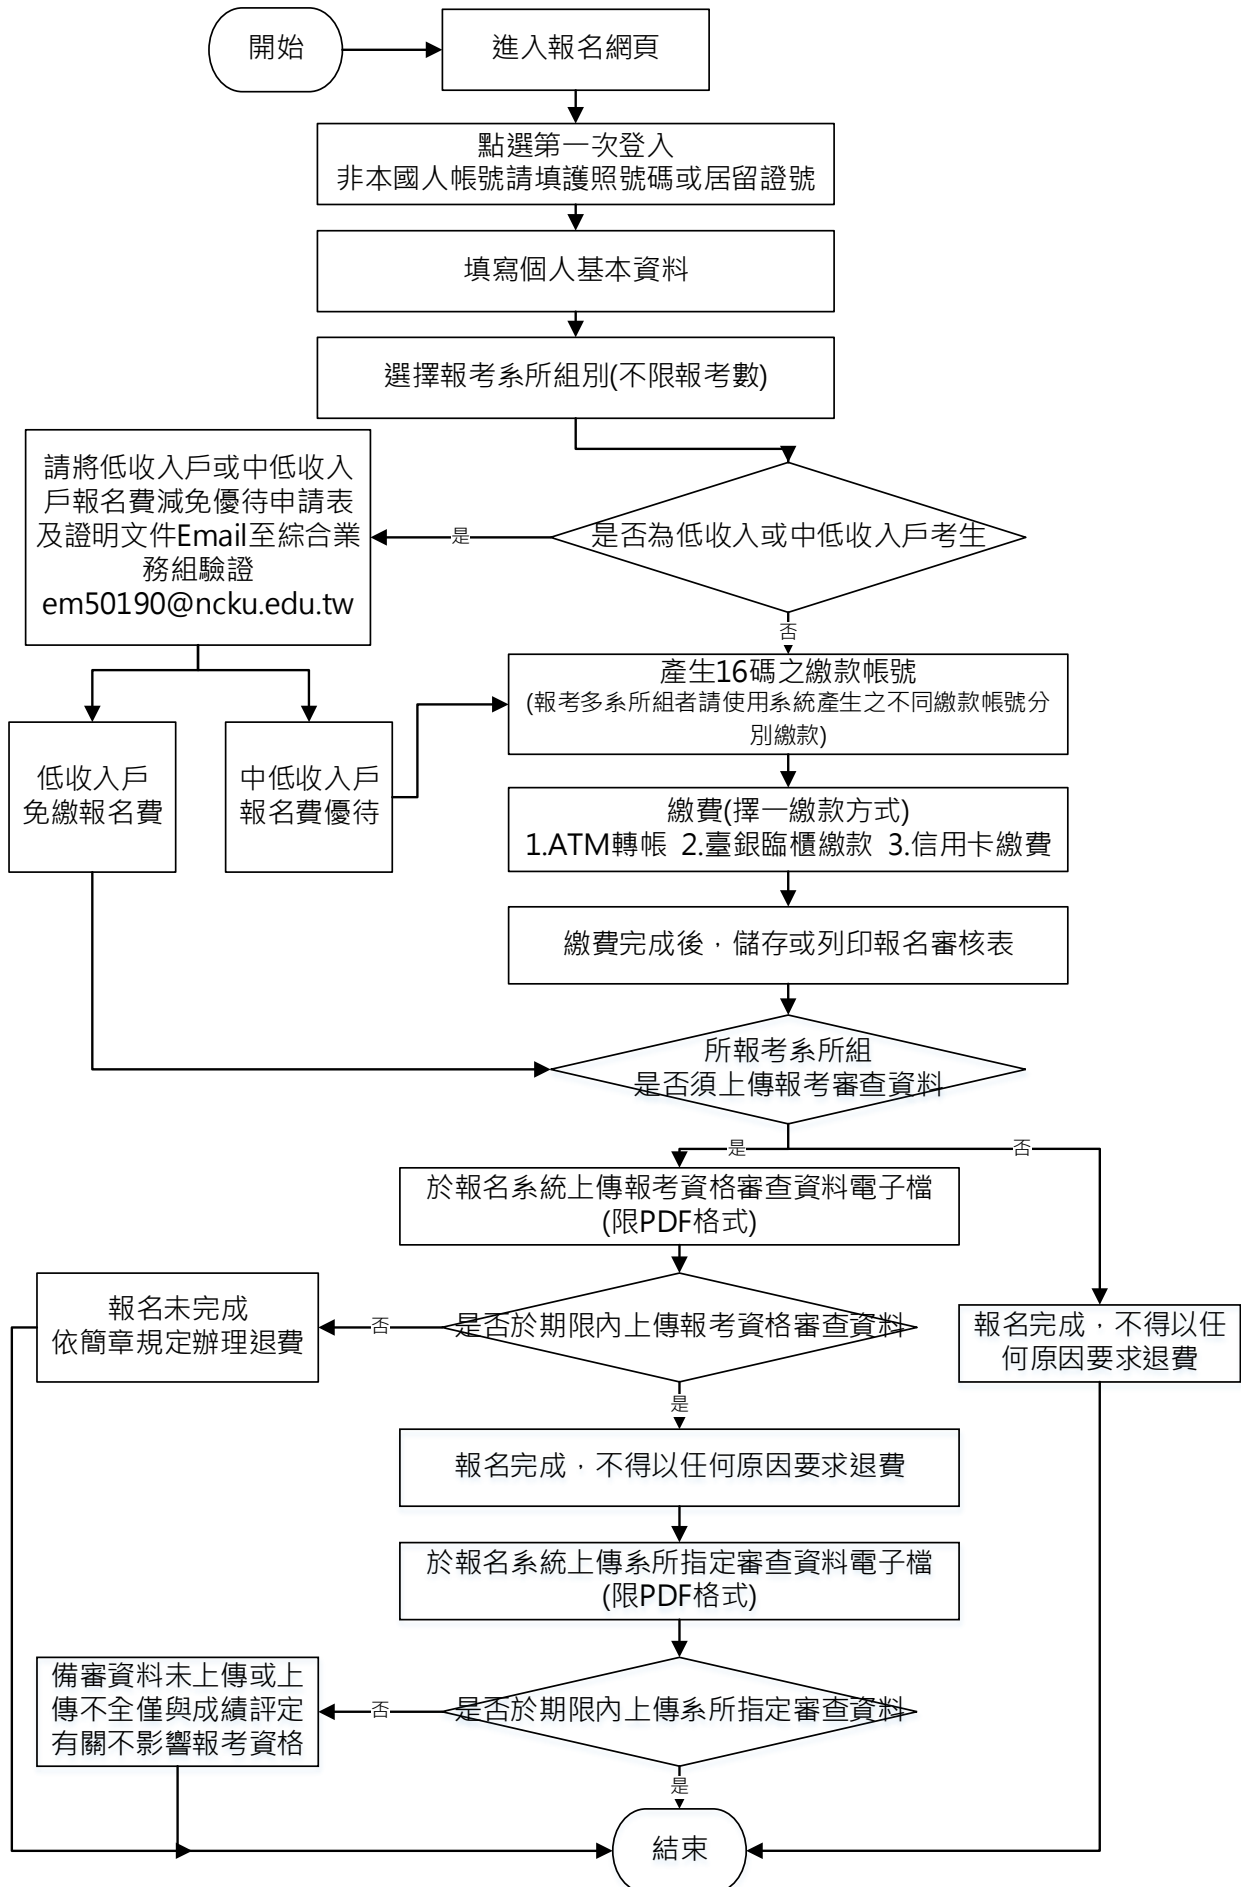 開始
進入報名網頁
點選第一次登入
非本國人帳號請填護照號碼或居留證號
填寫個人基本資料
選擇報考系所組別(不限報考數)
請將低收入戶或中低收入
戶報名費減免優待申請表
及證明文件Email至綜合業
務組驗證
em50190@ncku.edu.tw
是
是否為低收入或中低收入戶考生
否
產生16碼之繳款帳號
(報考多系所組者請使用系統產生之不同繳款帳號分
別繳款)
低收入戶
免繳報名費
中低收入戶
報名費優待
繳費(擇一繳款方式)
1.ATM轉帳 2.臺銀臨櫃繳款 3.信用卡繳費
繳費完成後，儲存或列印報名審核表
所報考系所組
是否須上傳報考審查資料
是
否
於報名系統上傳報考資格審查資料電子檔
(限PDF格式)
報名未完成
依簡章規定辦理退費
否
是否於期限內上傳報考資格審查資料
報名完成，不得以任
何原因要求退費
是
報名完成，不得以任何原因要求退費
於報名系統上傳系所指定審查資料電子檔
(限PDF格式)
備審資料未上傳或上
傳不全僅與成績評定
有關不影響報考資格
否
是否於期限內上傳系所指定審查資料
是
結束